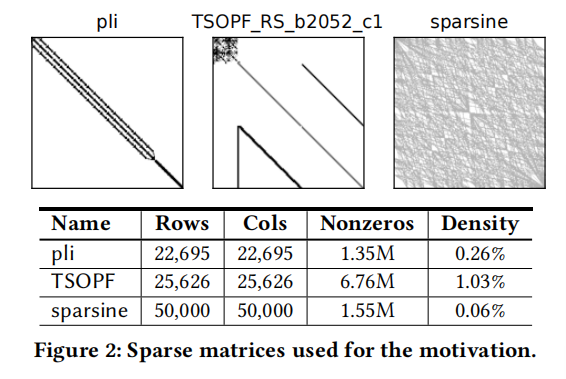 pli TSOPF_RS_b2052_c1 sparsine
Name Rows Cols Nonzeros Density
pli 22,695 22,695 1.35M 0.26%
TSOPF 25,626 25,626 6.76M 1.03%
sparsine 50,000 50,000 1.55M 0.06%
Figure 2: Sparse matrices used for the motivation.